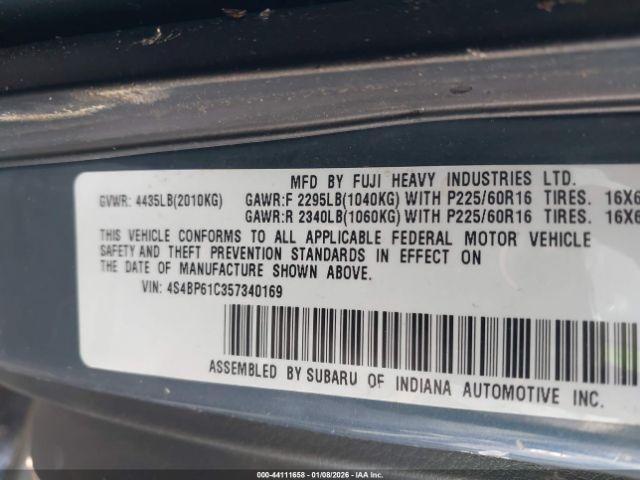 MFD BY FUJI HEAVY INDUSTRIES LTD.
GVWR: 4435LB(2010KG) GAWR:F 2295LB(1040KG) WITH P225/60R16 TIRES. 16X6
GAWR:R 2340LB(1060KG) WITH P225/60R16 TIRES. 16X6
THIS VEHICLE CONFORMS TO ALL APPLICABLE FEDERAL MOTOR VEHICLE
SAFETY AND THEFT PREVENTION STANDARDS IN EFFECT ON
THE DATE OF MANUFACTURE SHOWN ABOVE.
VIN: 4S4BP61C357340169
ASSEMBLED BY SUBARU OF INDIANA AUTOMOTIVE INC.
000-44111658 - 01/08/2026 - IAAI.COM